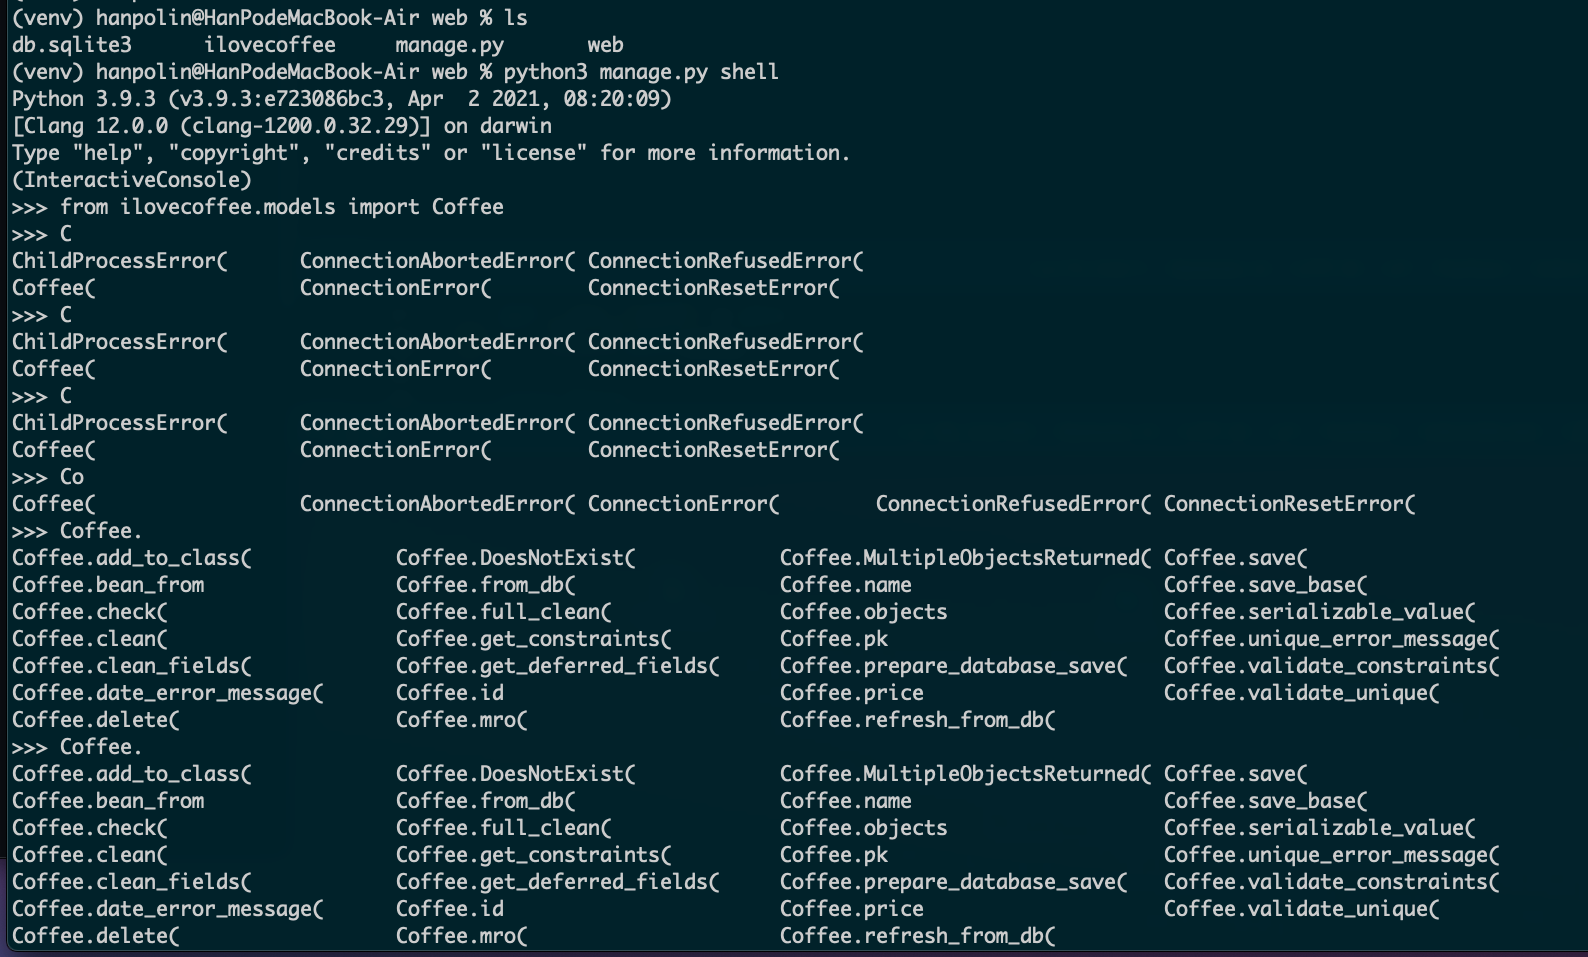 (venv) hanpolin@HanPodeMacBook-Air web % ls
db.sqlite3      ilovecoffee     manage.py       web
(venv) hanpolin@HanPodeMacBook-Air web % python3 manage.py shell
Python 3.9.3 (v3.9.3:e723086bc3, Apr  2 2021, 08:20:09)
[Clang 12.0.0 (clang-1200.0.32.29)] on darwin
Type "help", "copyright", "credits" or "license" for more information.
(InteractiveConsole)
>>> from ilovecoffee.models import Coffee
>>> C
ChildProcessError(      ConnectionAbortedError( ConnectionRefusedError(
Coffee(                 ConnectionError(        ConnectionResetError(
>>> C
ChildProcessError(      ConnectionAbortedError( ConnectionRefusedError(
Coffee(                 ConnectionError(        ConnectionResetError(
>>> C
ChildProcessError(      ConnectionAbortedError( ConnectionRefusedError(
Coffee(                 ConnectionError(        ConnectionResetError(
>>> Co
Coffee(                 ConnectionAbortedError( ConnectionError(        ConnectionRefusedError( ConnectionResetError(
>>> Coffee.
Coffee.add_to_class(            Coffee.DoesNotExist(            Coffee.MultipleObjectsReturned( Coffee.save(
Coffee.bean_from                Coffee.from_db(                 Coffee.name                     Coffee.save_base(
Coffee.check(                   Coffee.full_clean(              Coffee.objects                  Coffee.serializable_value(
Coffee.clean(                   Coffee.get_constraints(         Coffee.pk                       Coffee.unique_error_message(
Coffee.clean_fields(            Coffee.get_deferred_fields(     Coffee.prepare_database_save(   Coffee.validate_constraints(
Coffee.date_error_message(      Coffee.id                       Coffee.price                    Coffee.validate_unique(
Coffee.delete(                  Coffee.mro(                     Coffee.refresh_from_db(
>>> Coffee.
Coffee.add_to_class(            Coffee.DoesNotExist(            Coffee.MultipleObjectsReturned( Coffee.save(
Coffee.bean_from                Coffee.from_db(                 Coffee.name                     Coffee.save_base(
Coffee.check(                   Coffee.full_clean(              Coffee.objects                  Coffee.serializable_value(
Coffee.clean(                   Coffee.get_constraints(         Coffee.pk                       Coffee.unique_error_message(
Coffee.clean_fields(            Coffee.get_deferred_fields(     Coffee.prepare_database_save(   Coffee.validate_constraints(
Coffee.date_error_message(      Coffee.id                       Coffee.price                    Coffee.validate_unique(
Coffee.delete(                  Coffee.mro(                     Coffee.refresh_from_db(